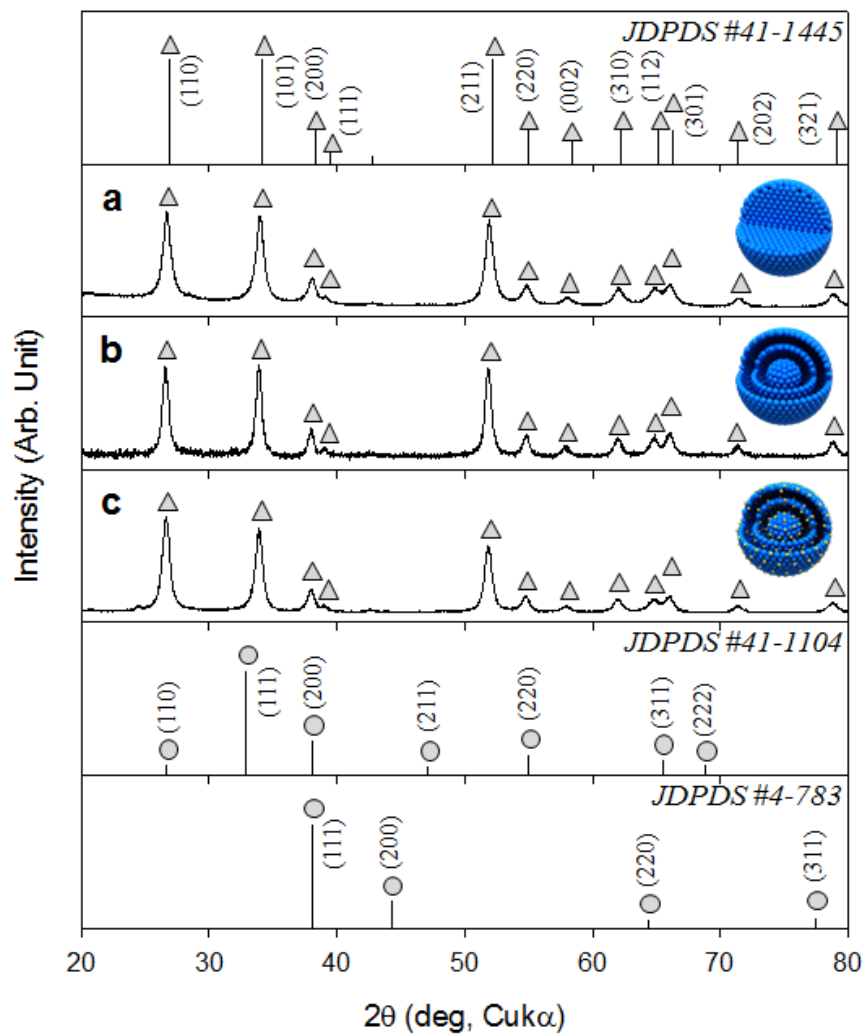 JDPDS #41-1445
(110)
(101)
(200)
(111)
(211)
(220)
(002)
(310)
(112)
(301)
(202)
(321)
a
b
c
JDPDS #41-1104
(110)
(111)
(200)
(211)
(220)
(311)
(222)
JDPDS #4-783
(111)
(200)
(220)
(311)
Intensity (Arb. Unit)
20 30 40 50 60 70 80
2θ (deg, Cukα)